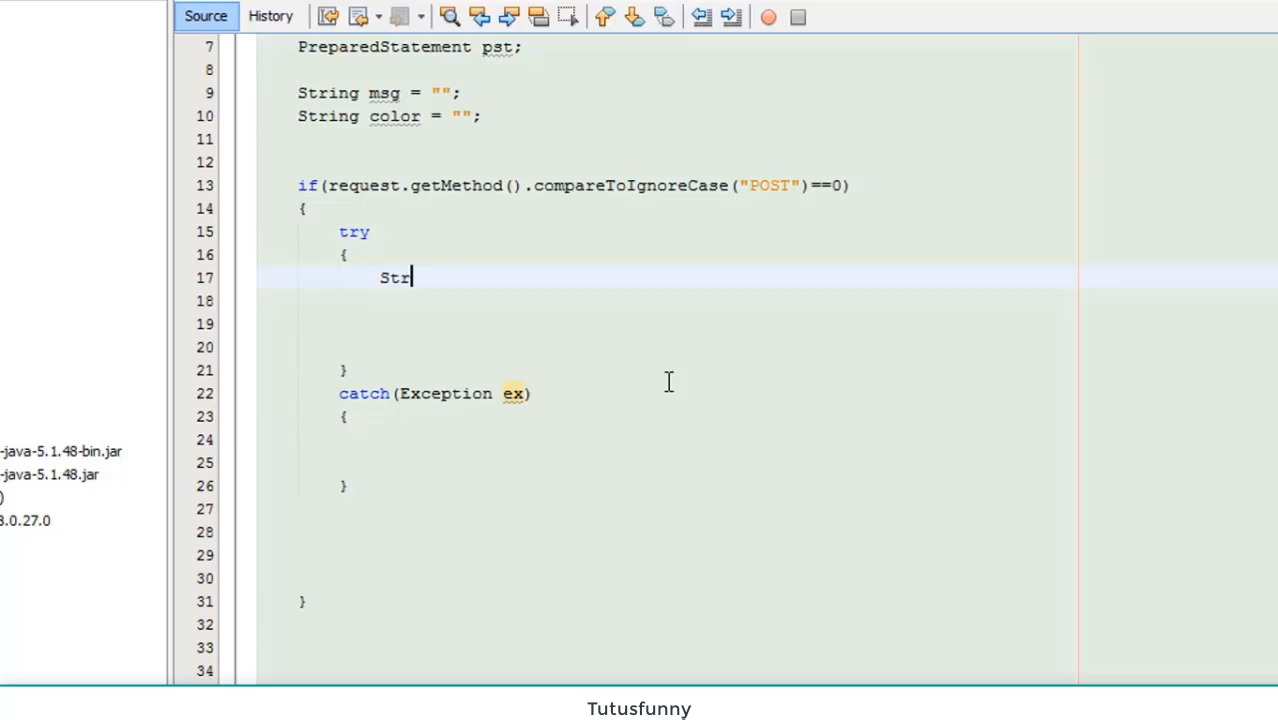 Source History
7 PreparedStatement pst;
8
9 String msg = "";
10 String color = "";
11
12
13 if(request.getMethod().compareToIgnoreCase("POST")==0)
14 {
15 try
16 {
17 Str
18
19
20
21 }
22 catch(Exception ex)
23 {
24
-java-5.1.48-bin.jar
25
-java-5.1.48.jar
26 }
)
27
8.0.27.0
28
29
30
31 }
32
33
34
Tutusfunny